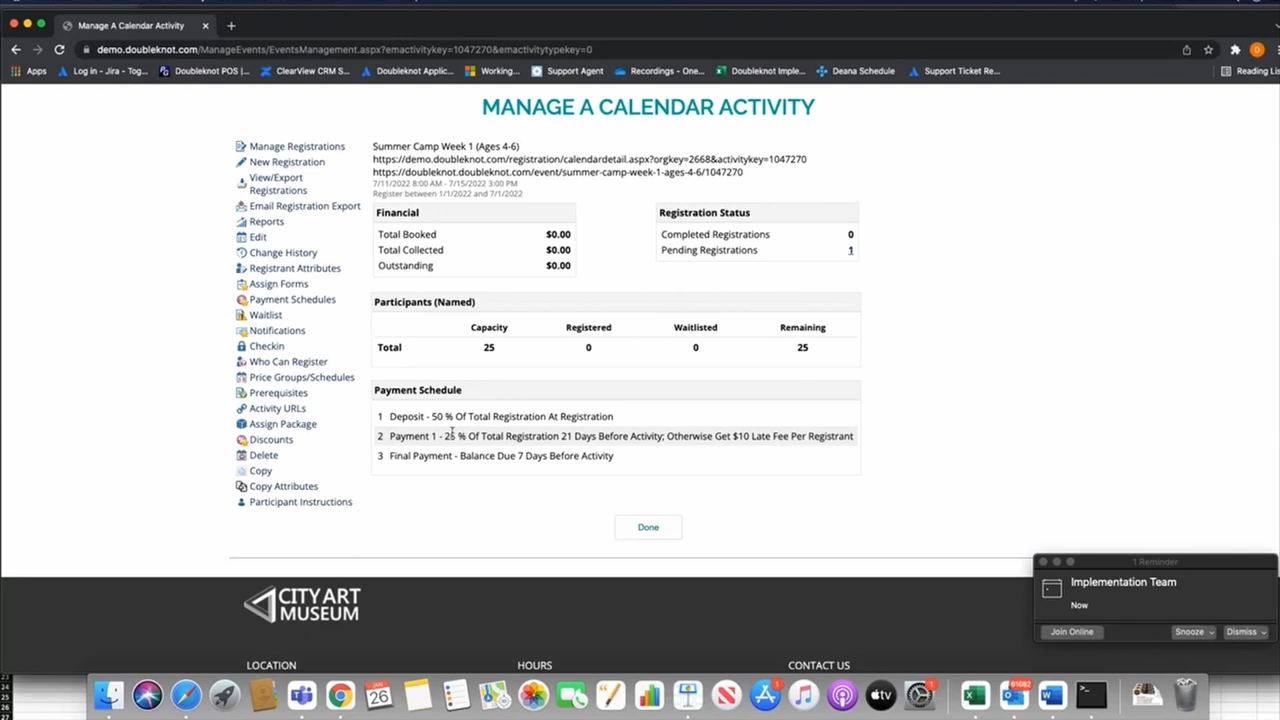 Manage A Calendar Activity
demo.doubleknot.com/ManageEvents/EventsManagement.aspx?emactivitykey=1047270&emactivitytypekey=0
Apps
Log in - Jira - Tog...
Doubleknot POS |...
ClearView CRM S...
Doubleknot Applic...
Working...
Support Agent
Recordings - One...
Doubleknot Imple...
Deana Schedule
Support Ticket Re...
Reading Lis
MANAGE A CALENDAR ACTIVITY
Manage Registrations
New Registration
View/Export
Registrations
Email Registration Export
Reports
Edit
Change History
Registrant Attributes
Assign Forms
Payment Schedules
Waitlist
Notifications
Checkin
Who Can Register
Price Groups/Schedules
Prerequisites
Activity URLs
Assign Package
Discounts
Delete
Copy
Copy Attributes
Participant Instructions
Summer Camp Week 1 (Ages 4-6)
https://demo.doubleknot.com/registration/calendardetail.aspx?orgkey=2668&activitykey=1047270
https://doubleknot.doubleknot.com/event/summer-camp-week-1-ages-4-6/1047270
7/11/2022 8:00 AM - 7/15/2022 3:00 PM
Register between 1/1/2022 and 7/1/2022
Financial
Total Booked $0.00
Total Collected $0.00
Outstanding $0.00
Registration Status
Completed Registrations 0
Pending Registrations 1
Participants (Named)
Capacity Registered Waitlisted Remaining
Total 25 0 0 25
Payment Schedule
1 Deposit - 50 % Of Total Registration At Registration
2 Payment 1 - 25 % Of Total Registration 21 Days Before Activity; Otherwise Get $10 Late Fee Per Registrant
3 Final Payment - Balance Due 7 Days Before Activity
Done
1 Reminder
Implementation Team
Now
Join Online Snooze Dismiss
CITY ART
MUSEUM
LOCATION HOURS CONTACT US
JAN
26
1
1
61682
24
25
26
27